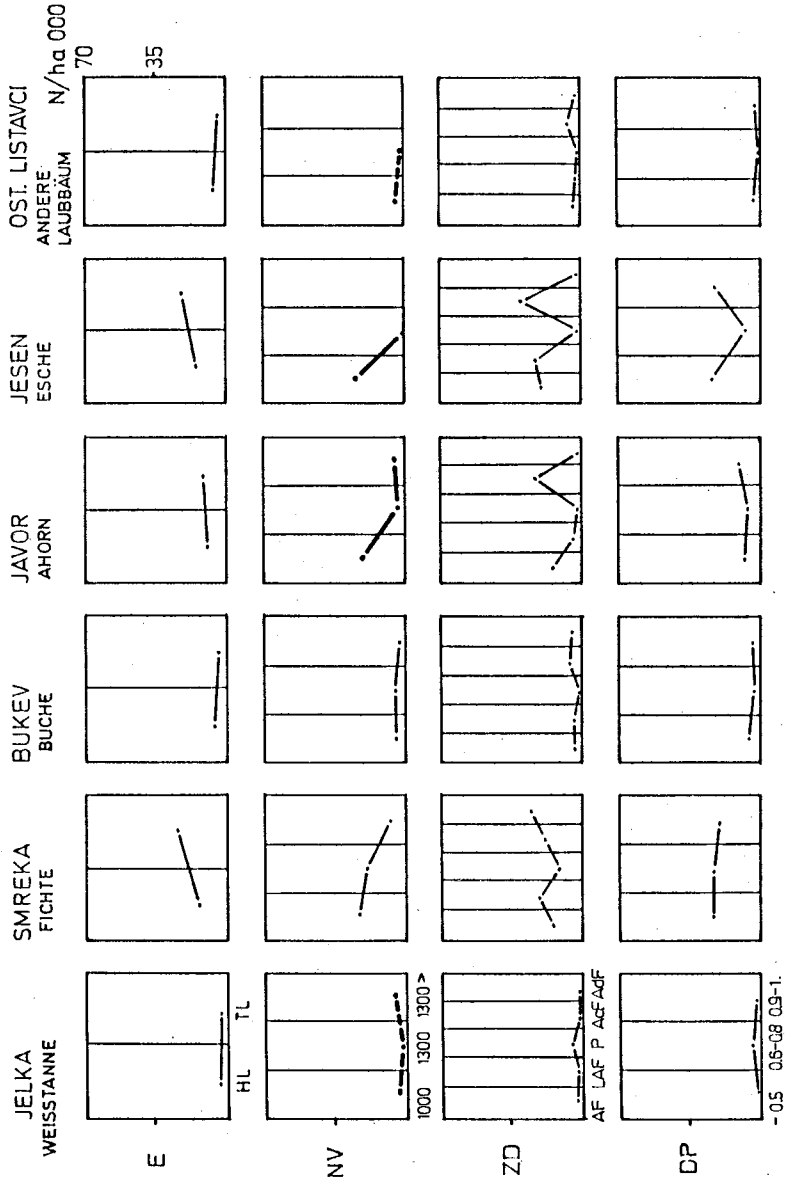 JELKA
WEISSTANNE
SMREKA
FICHTE
BUKEV
BUCHE
JAVOR
AHORN
JESEN
ESCHE
OST. LISTAVCI
ANDERE
LAUBBÄUM
N/ha 000
70
35
E
HL TL
NV
1000 1300 1300 >
ZD
AF LAF P AdF AdF
DP
- 0.5 0.6-0.8 0.9-1.